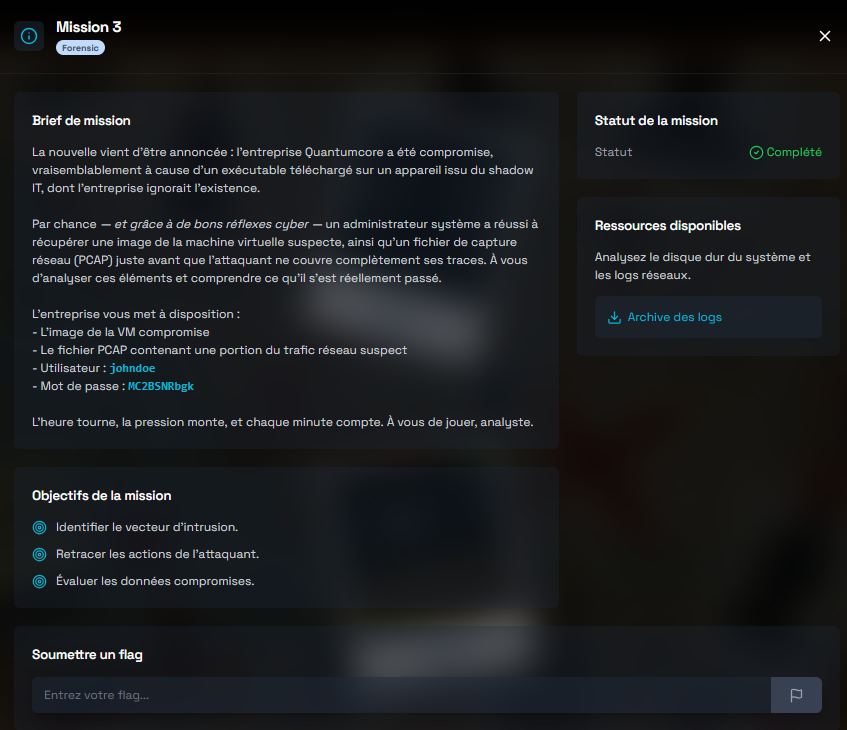 Mission 3
Forensic
Brief de mission
La nouvelle vient d'être annoncée : l'entreprise Quantumcore a été compromise,
vraisemblablement à cause d'un exécutable téléchargé sur un appareil issu du shadow
IT, dont l'entreprise ignorait l'existence.
Par chance — et grâce à de bons réflexes cyber — un administrateur système a réussi à
récupérer une image de la machine virtuelle suspecte, ainsi qu'un fichier de capture
réseau (PCAP) juste avant que l'attaquant ne couvre complètement ses traces. À vous
d'analyser ces éléments et comprendre ce qu'il s'est réellement passé.
L'entreprise vous met à disposition :
- L'image de la VM compromise
- Le fichier PCAP contenant une portion du trafic réseau suspect
- Utilisateur : johndoe
- Mot de passe : MC2BSNRbgk
L'heure tourne, la pression monte, et chaque minute compte. À vous de jouer, analyste.
Objectifs de la mission
Identifier le vecteur d'intrusion.
Retracer les actions de l'attaquant.
Évaluer les données compromises.
Statut de la mission
Statut Complété
Ressources disponibles
Analysez le disque dur du système et
les logs réseaux.
Archive des logs
Soumettre un flag
Entrez votre flag...